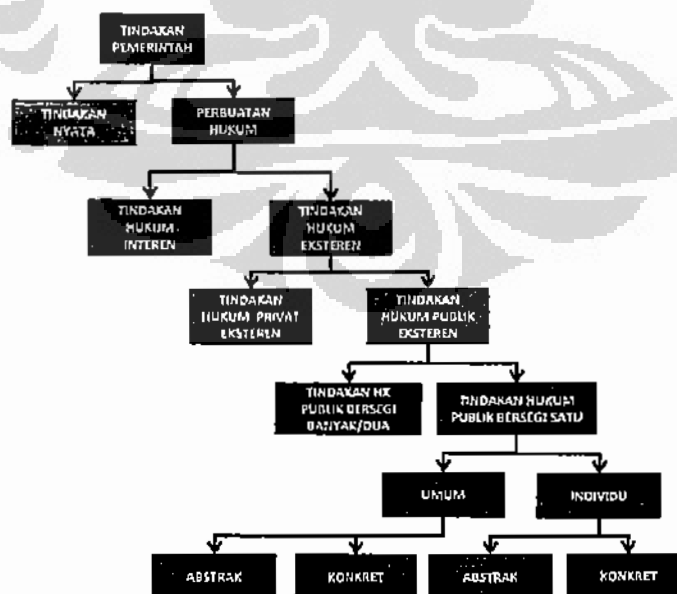 TINDAKAN
PEMERINTAH
TINDAKAN
NYATA
PERBUATAN
HUKUM
TINDAKAN
HUKUM
INTEREN
TINDAKAN
HUKUM
EKSTEREN
TINDAKAN
HUKUM PRIVAT
EKSTEREN
TINDAKAN
HUKUM PUBLIK
EKSTEREN
TINDAKAN HK
PUBLIK BERSEGI
BANYAK/DUA
TINDAKAN HUKUM
PUBLIK BERSEGI SATU
UMUM
INDIVIDU
ABSTRAK
KONKRET
ABSTRAK
KONKRET